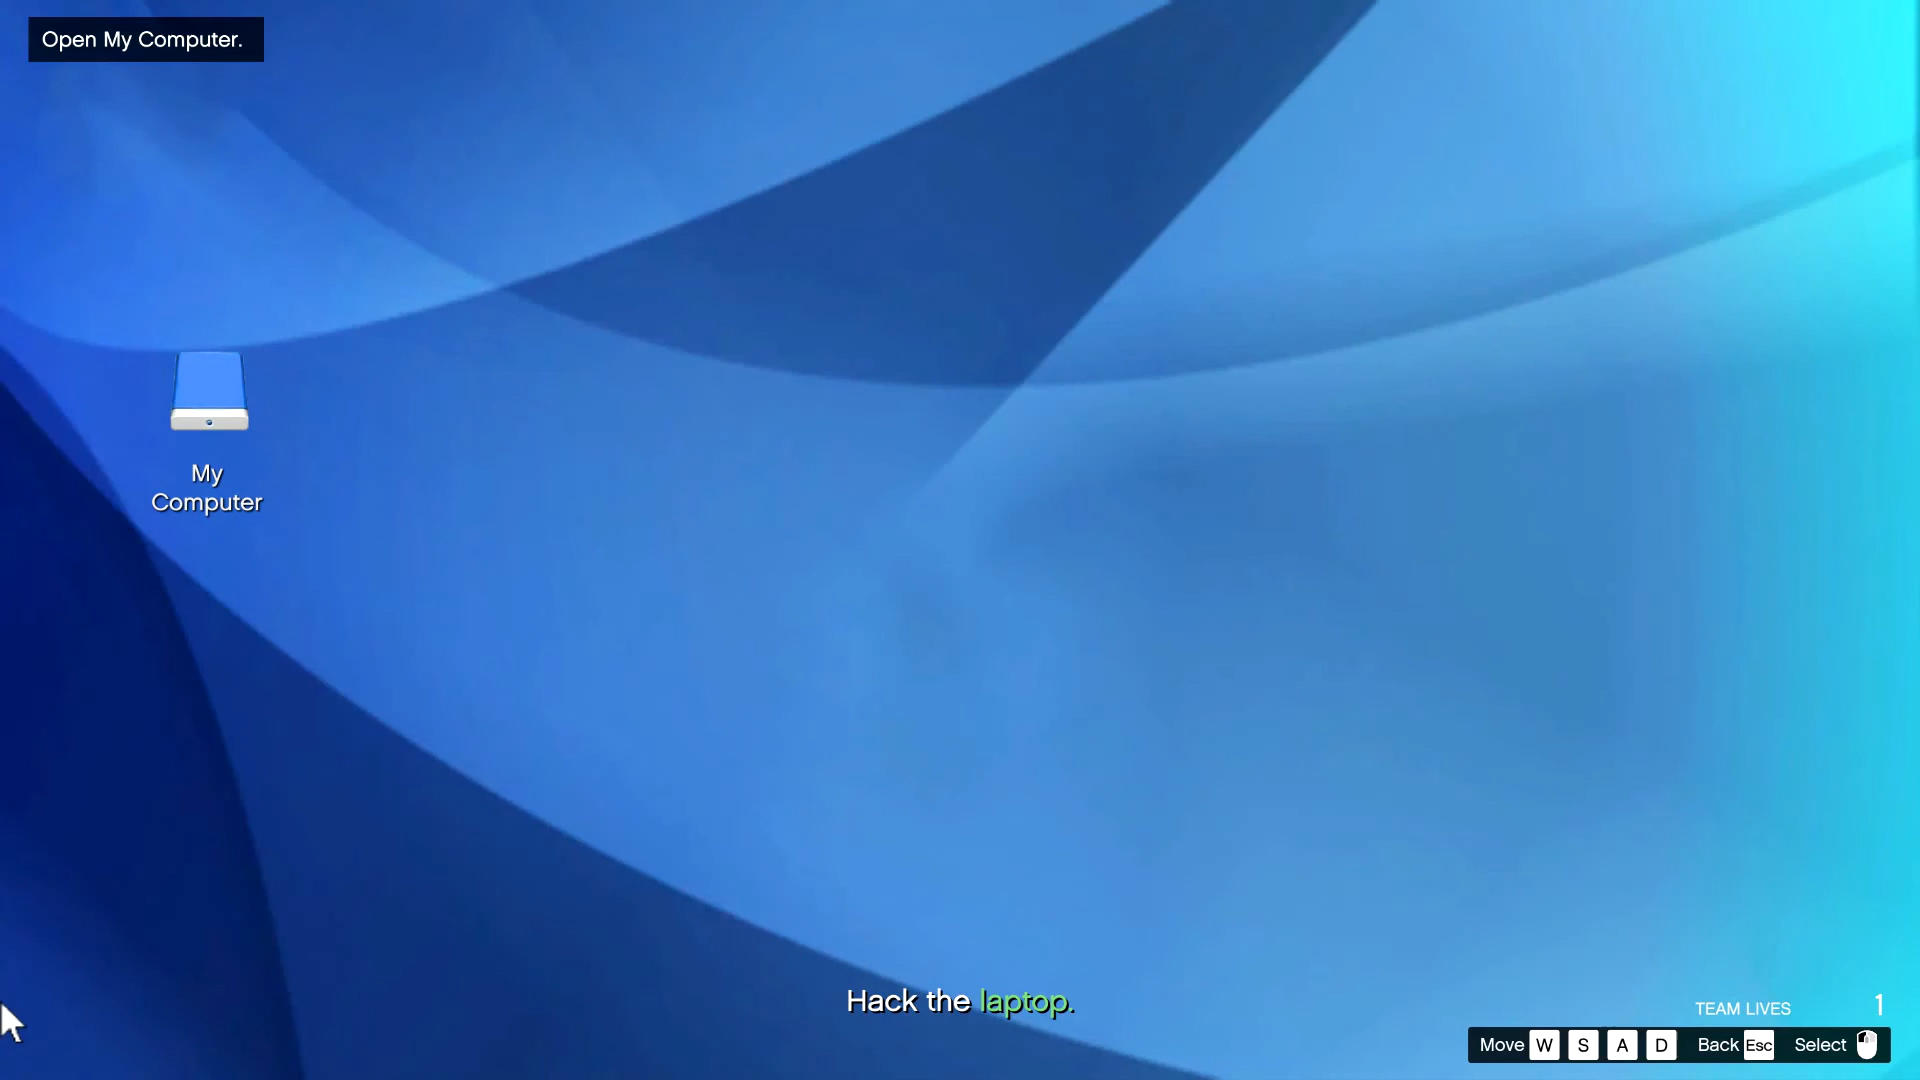 Open My Computer.
My
Computer
Hack the laptop.
TEAM LIVES 1
Move W S A D Back Esc Select